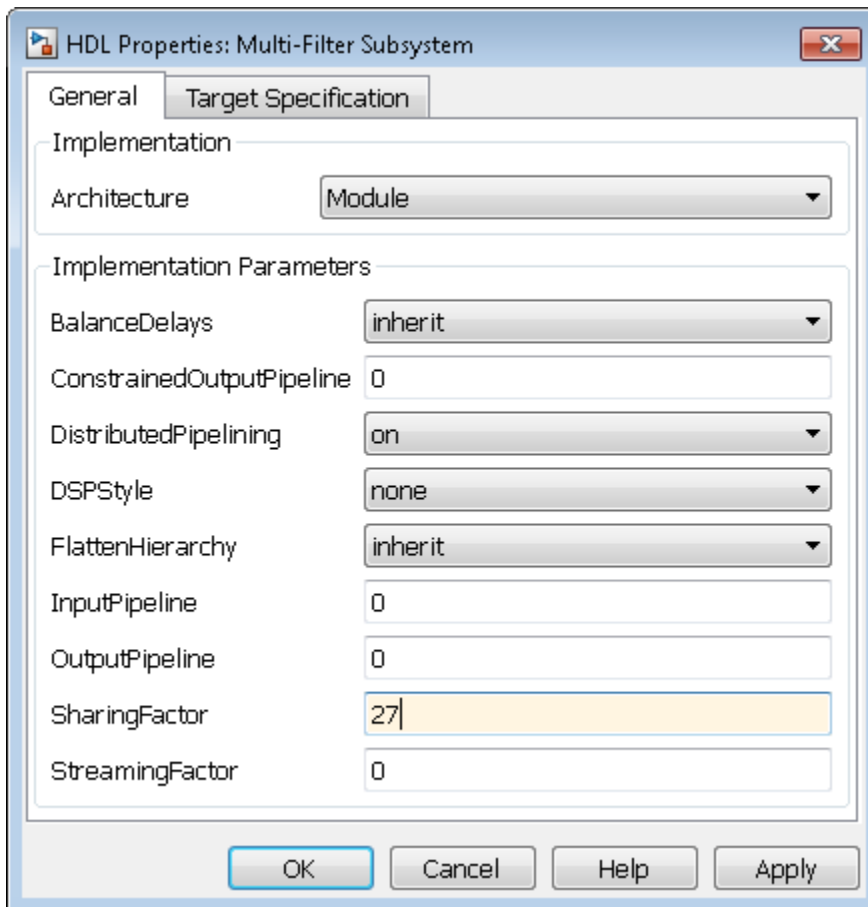 HDL Properties: Multi-Filter Subsystem
General Target Specification
Implementation
Architecture Module
Implementation Parameters
BalanceDelays inherit
ConstrainedOutputPipeline 0
DistributedPipelining on
DSPStyle none
FlattenHierarchy inherit
InputPipeline 0
OutputPipeline 0
SharingFactor 27
StreamingFactor 0
OK Cancel Help Apply